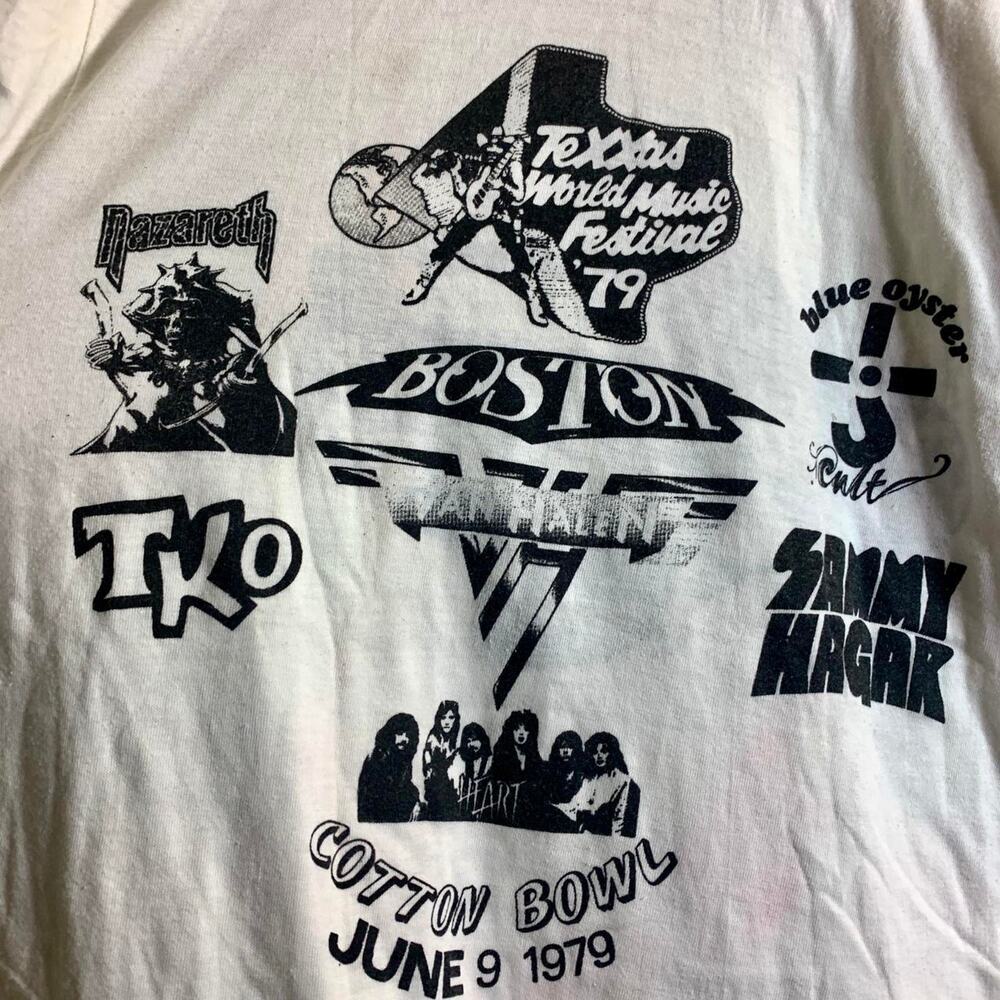 TeXXas
World Music
Festival
'79
Nazareth
blue oyster
cult
BOSTON
VAN HALEN
TKO
SAMMY
HAGAR
HEART
COTTON BOWL
JUNE 9 1979